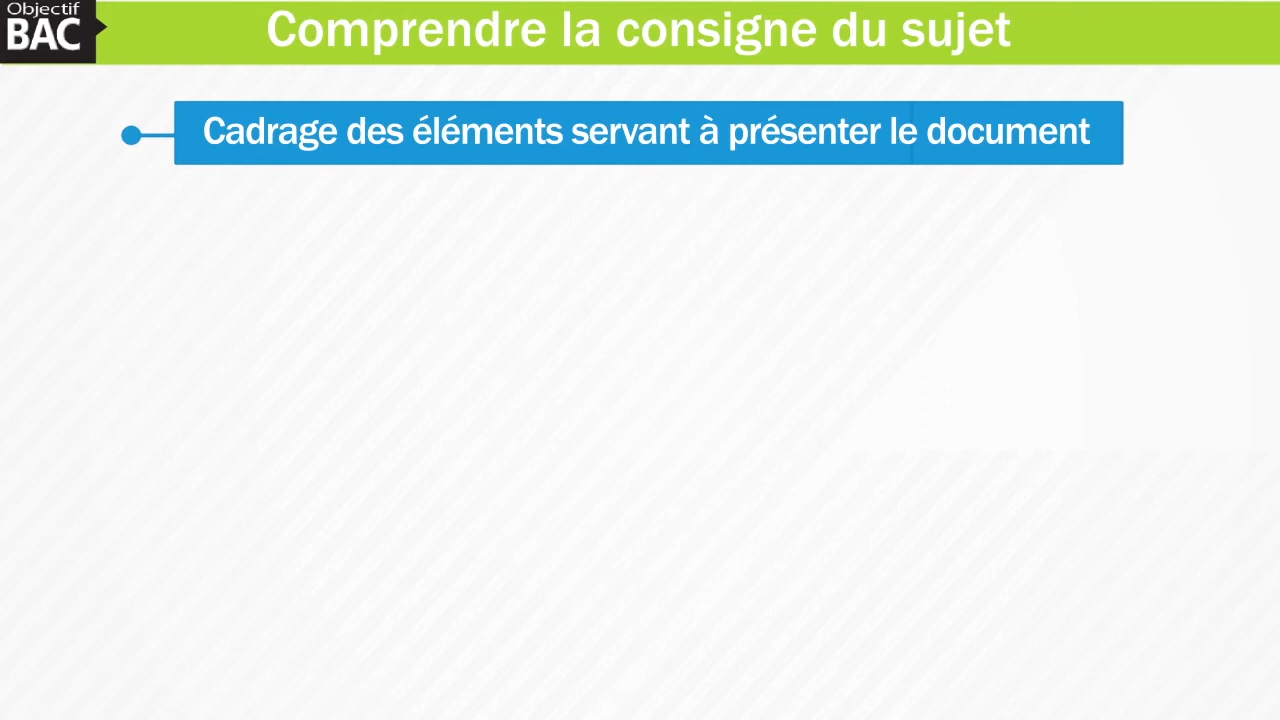 Objectif
BAC
Comprendre la consigne du sujet
Cadrage des éléments servant à présenter le document